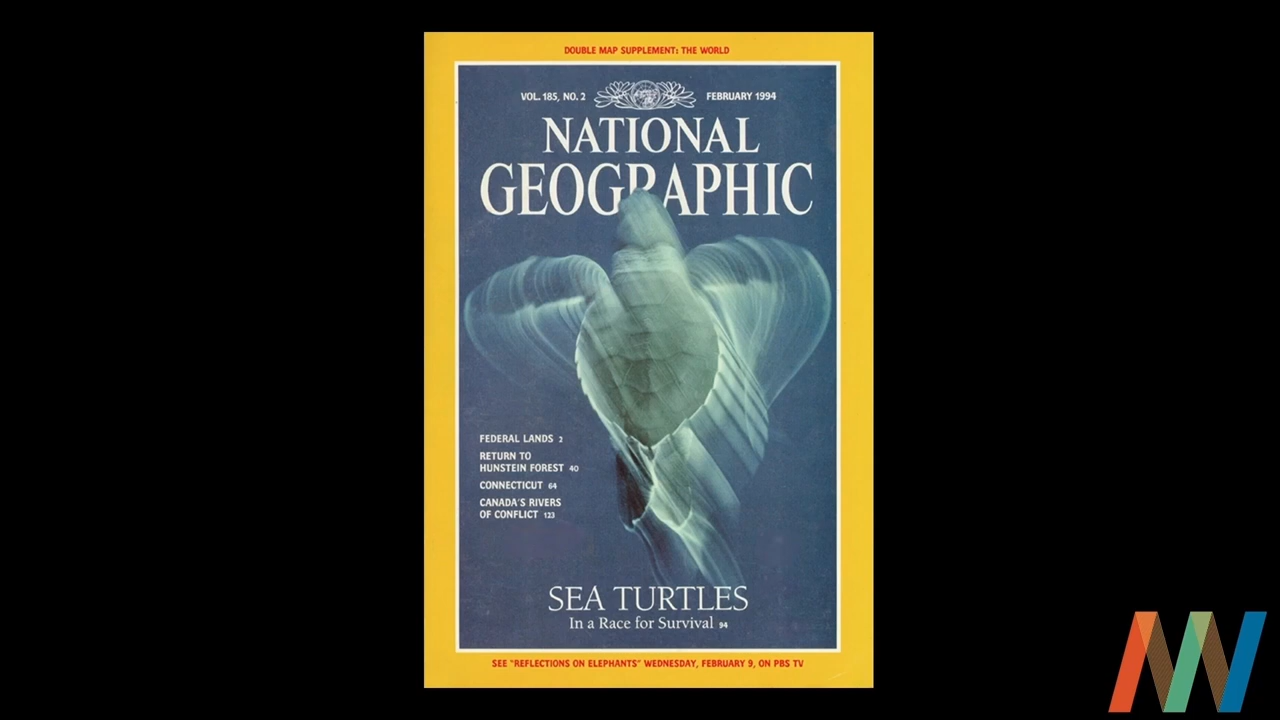 DOUBLE MAP SUPPLEMENT: THE WORLD
VOL. 185, NO. 2
FEBRUARY 1994
NATIONAL
GEOGRAPHIC
FEDERAL LANDS 2
RETURN TO
HUNSTEIN FOREST 40
CONNECTICUT 64
CANADA'S RIVERS
OF CONFLICT 123
SEA TURTLES
In a Race for Survival 94
SEE "REFLECTIONS ON ELEPHANTS" WEDNESDAY, FEBRUARY 9, ON PBS TV